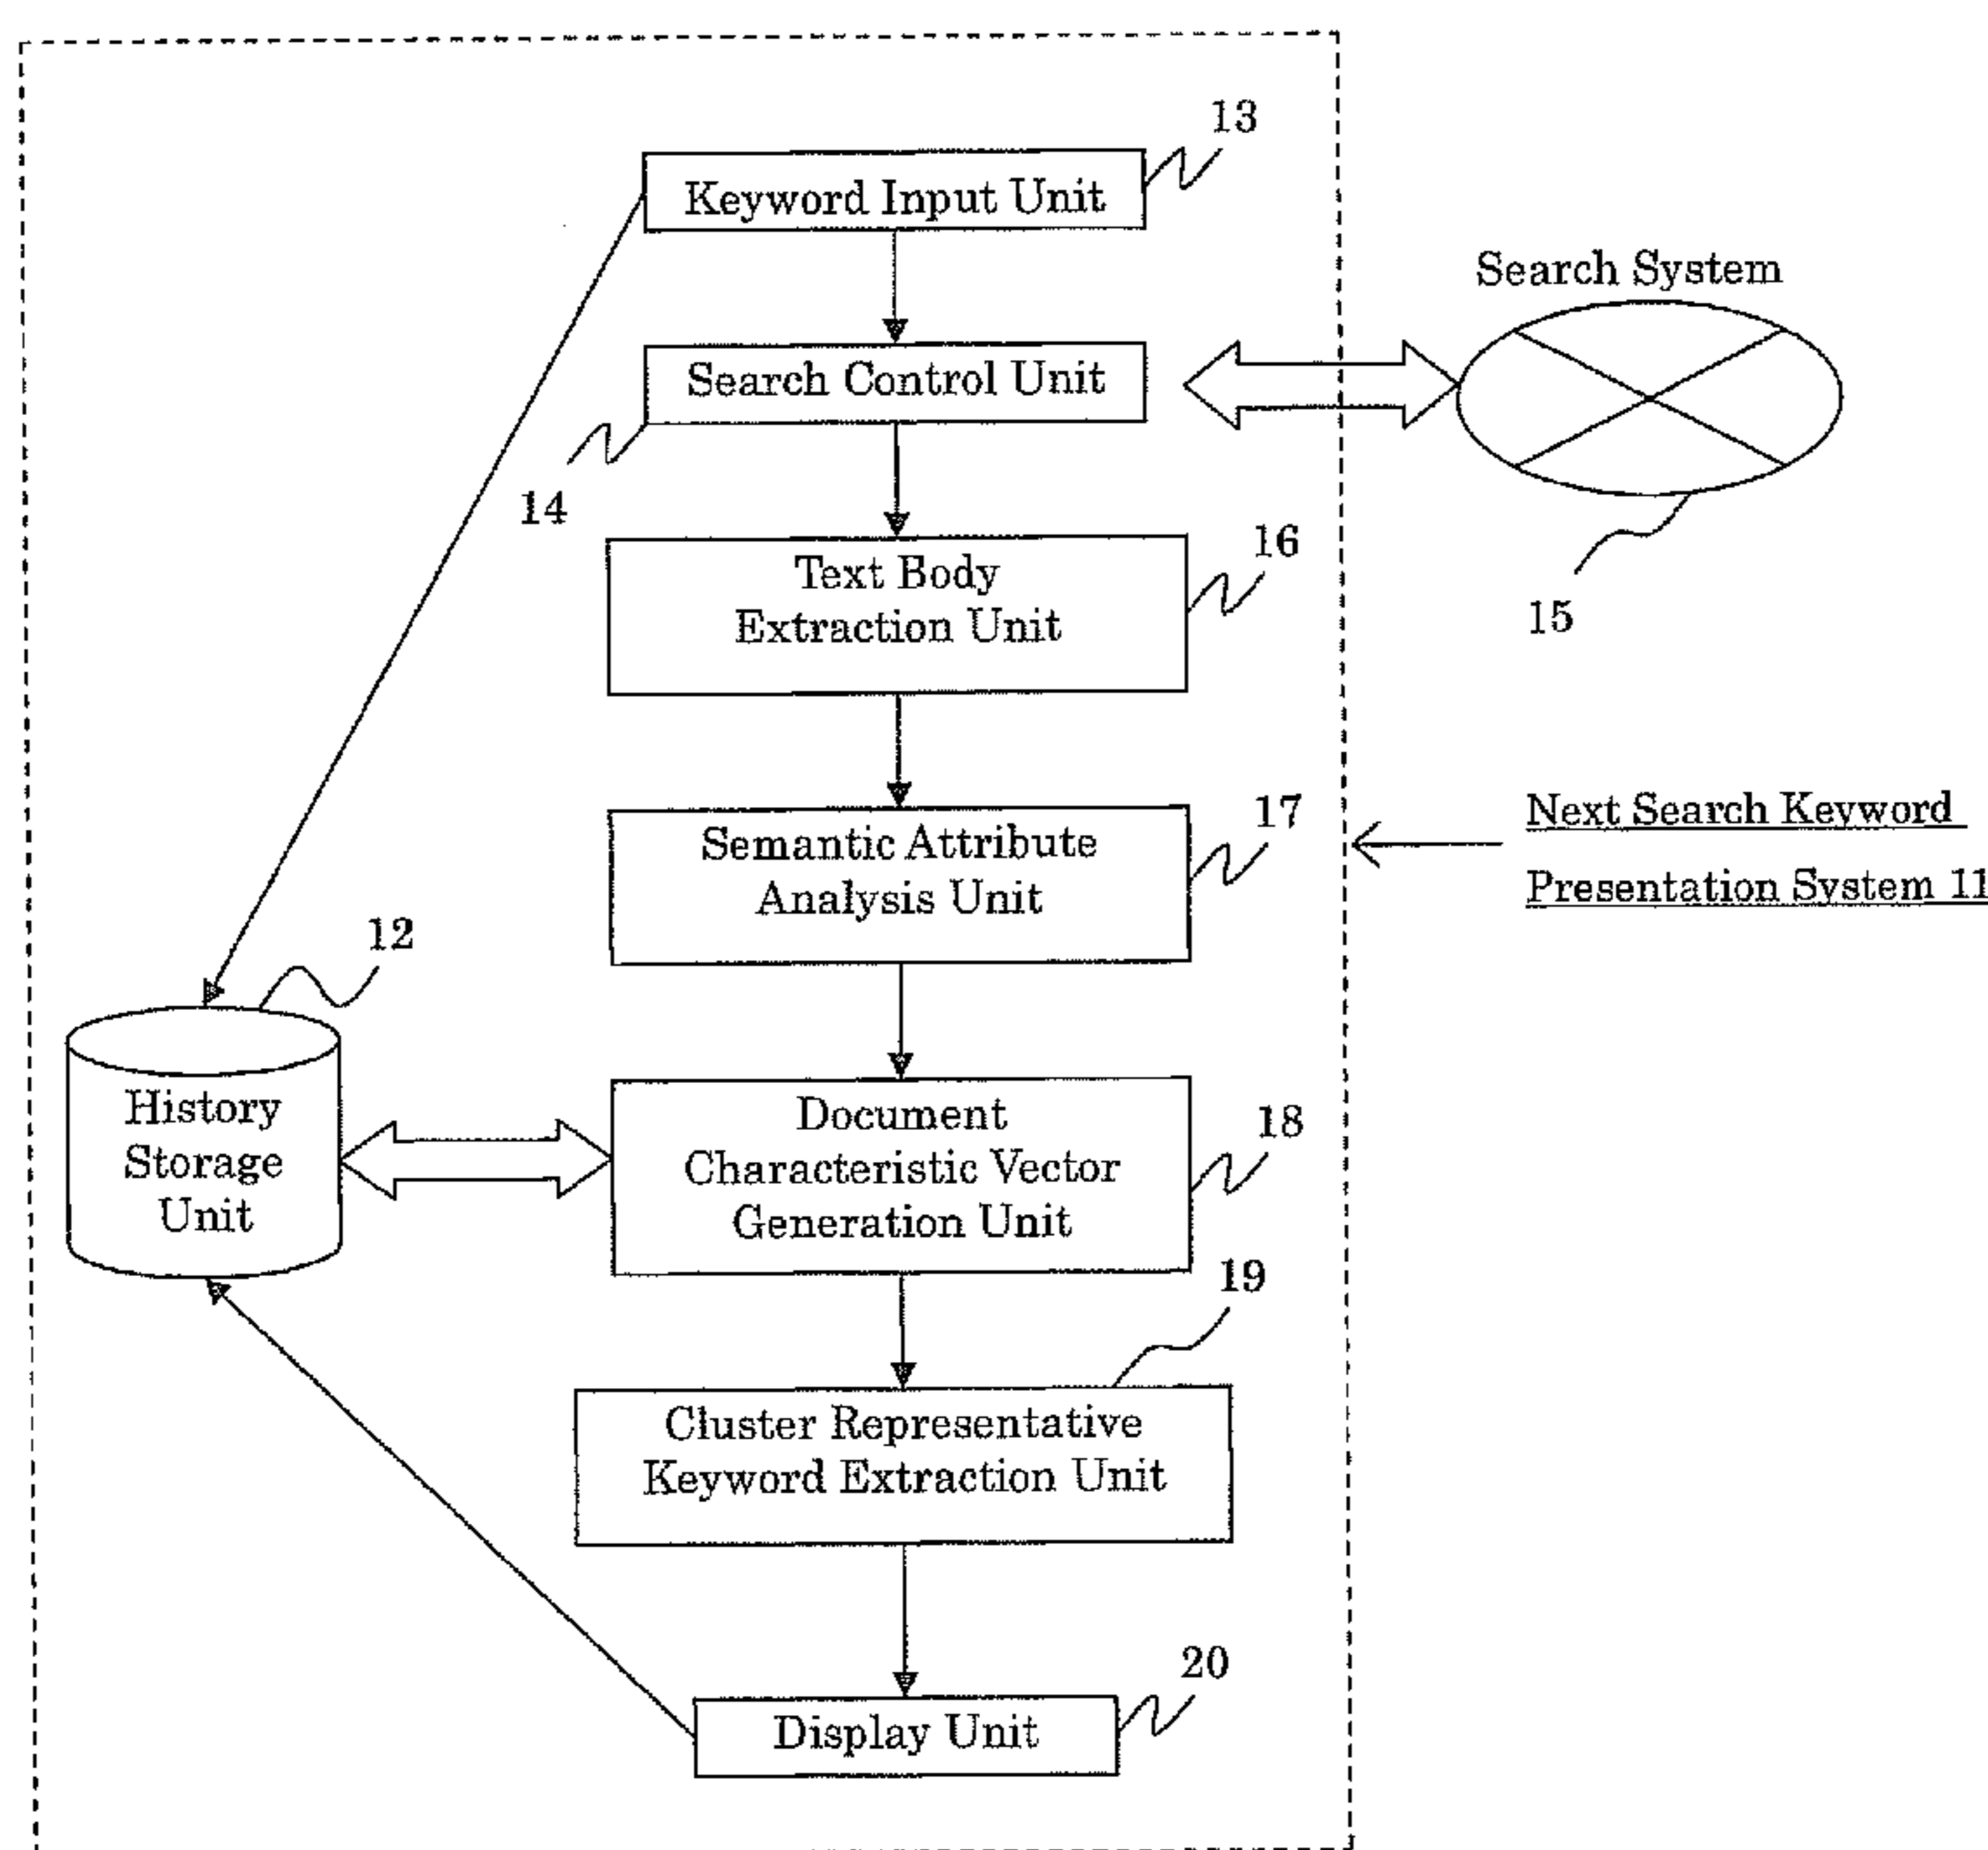 13
Keyword Input Unit
Search System
Search Control Unit
14
15
16
Text Body
Extraction Unit
17
Semantic Attribute
Analysis Unit
Next Search Keyword
Presentation System 11
12
History
Storage
Unit
18
Document
Characteristic Vector
Generation Unit
19
Cluster Representative
Keyword Extraction Unit
20
Display Unit